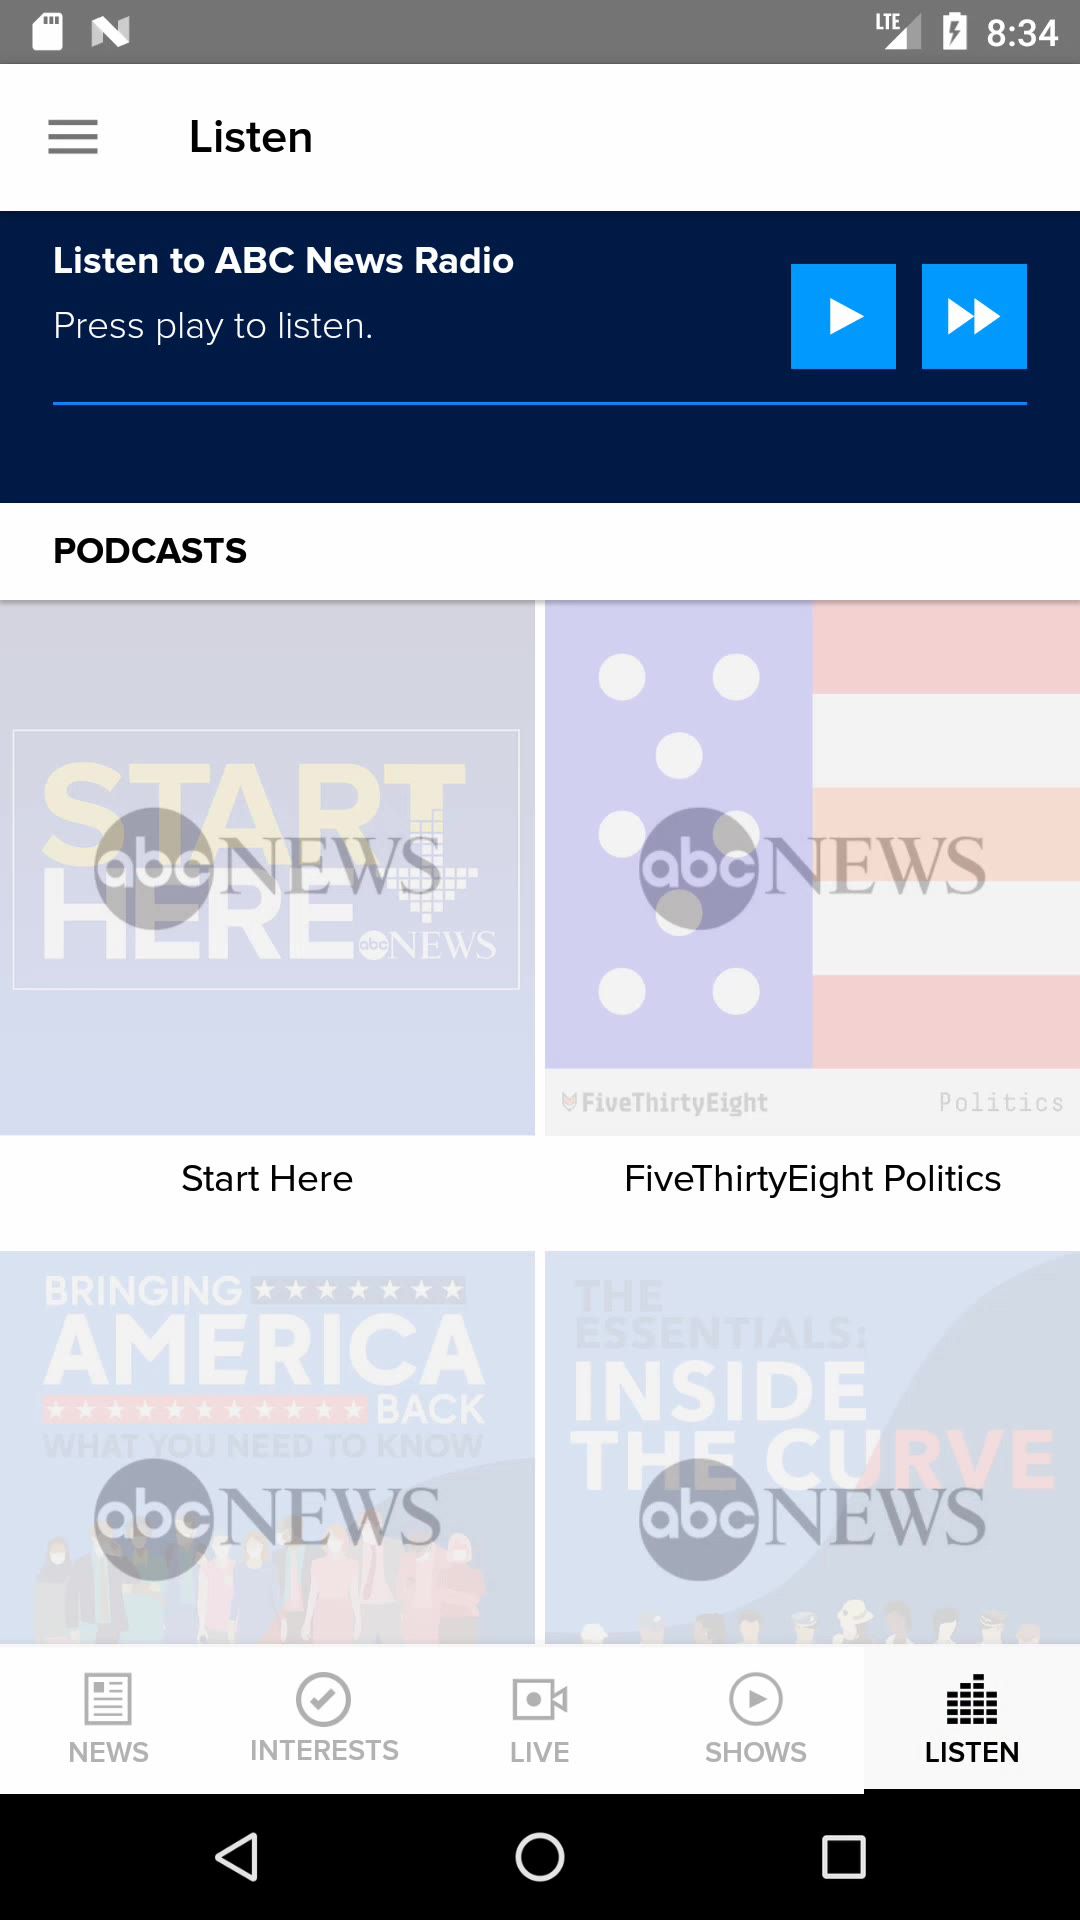 LTE 8:34
Listen
Listen to ABC News Radio
Press play to listen.
PODCASTS
START
HERE
abc NEWS
abc NEWS
FiveThirtyEight Politics
abc NEWS
Start Here
FiveThirtyEight Politics
BRINGING
AMERICA
BACK
WHAT YOU NEED TO KNOW
abc NEWS
THE
ESSENTIALS:
INSIDE
THE CURVE
abc NEWS
NEWS
INTERESTS
LIVE
SHOWS
LISTEN